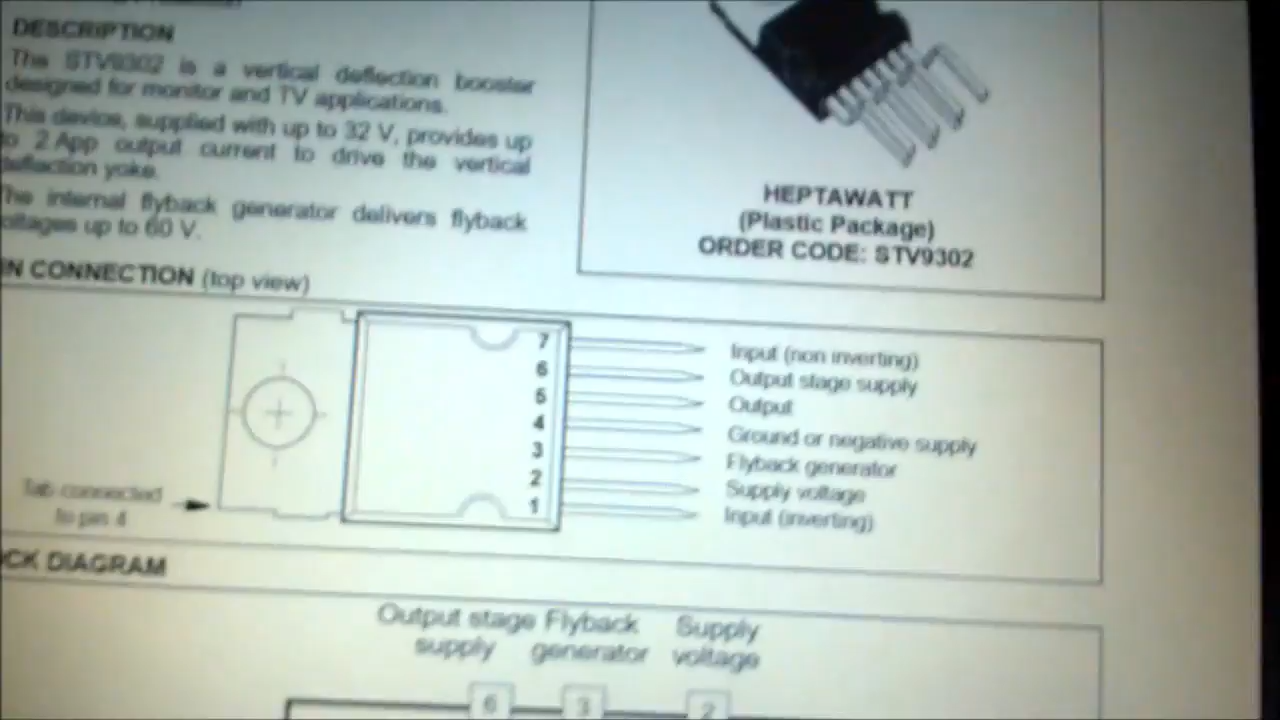 DESCRIPTION
The STV9302 is a vertical deflection booster
designed for monitor and TV applications.
This device, supplied with up to 32 V, provides up
to 2 App output current to drive the vertical
deflection yoke.
The internal flyback generator delivers flyback
voltages up to 60 V.
HEPTAWATT
(Plastic Package)
ORDER CODE: STV9302
IN CONNECTION (top view)
7 Input (non inverting)
6 Output stage supply
5 Output
4 Ground or negative supply
3 Flyback generator
2 Supply voltage
1 Input (inverting)
Tab connected
to pin 4
OCK DIAGRAM
Output stage Flyback Supply
supply generator voltage
6 3 2